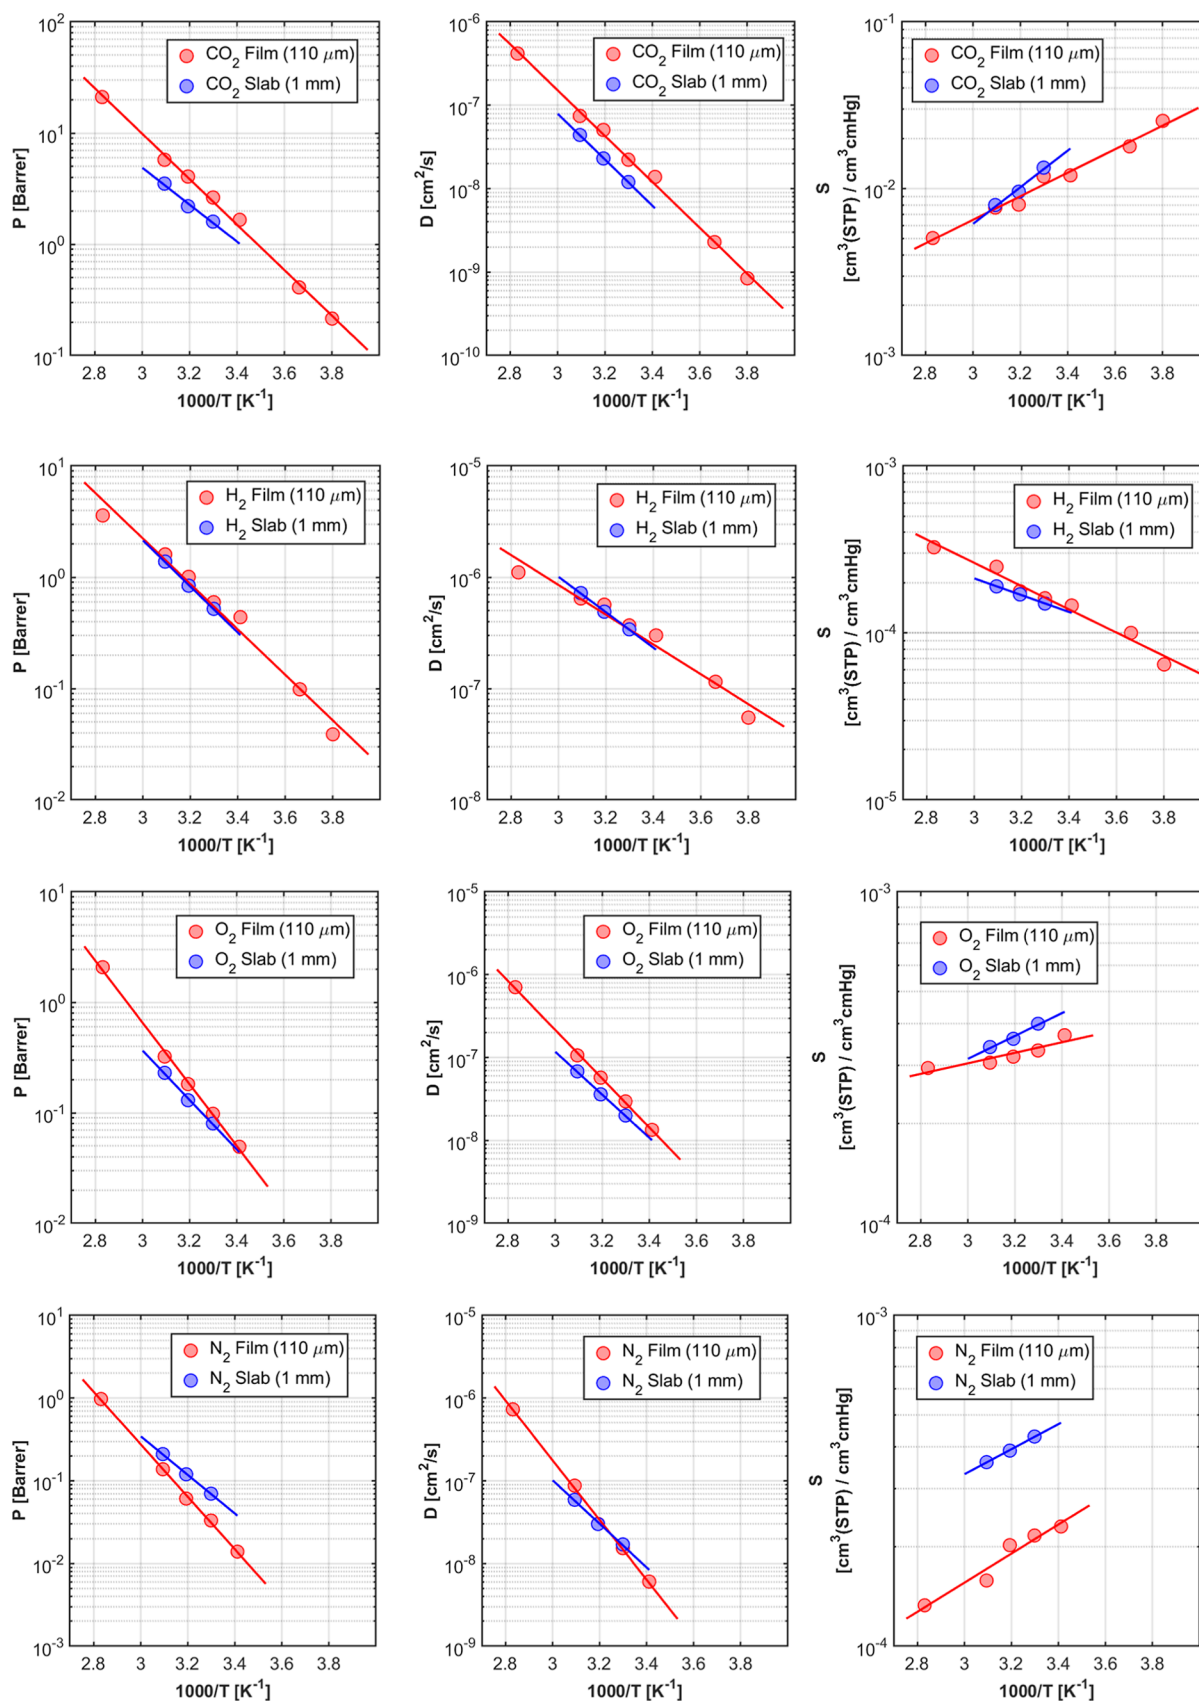 10^2
10^1
10^0
10^-1
P [Barrer]
CO2 Film (110 μm)
CO2 Slab (1 mm)
2.8 3 3.2 3.4 3.6 3.8
1000/T [K^-1]
10^-6
10^-7
10^-8
10^-9
10^-10
D [cm^2/s]
CO2 Film (110 μm)
CO2 Slab (1 mm)
2.8 3 3.2 3.4 3.6 3.8
1000/T [K^-1]
10^-1
10^-2
10^-3
S
[cm^3(STP) / cm^3cmHg]
CO2 Film (110 μm)
CO2 Slab (1 mm)
2.8 3 3.2 3.4 3.6 3.8
1000/T [K^-1]
10^1
10^0
10^-1
10^-2
P [Barrer]
H2 Film (110 μm)
H2 Slab (1 mm)
2.8 3 3.2 3.4 3.6 3.8
1000/T [K^-1]
10^-5
10^-6
10^-7
10^-8
D [cm^2/s]
H2 Film (110 μm)
H2 Slab (1 mm)
2.8 3 3.2 3.4 3.6 3.8
1000/T [K^-1]
10^-3
10^-4
10^-5
S
[cm^3(STP) / cm^3cmHg]
H2 Film (110 μm)
H2 Slab (1 mm)
2.8 3 3.2 3.4 3.6 3.8
1000/T [K^-1]
10^1
10^0
10^-1
10^-2
P [Barrer]
O2 Film (110 μm)
O2 Slab (1 mm)
2.8 3 3.2 3.4 3.6 3.8
1000/T [K^-1]
10^-5
10^-6
10^-7
10^-8
10^-9
D [cm^2/s]
O2 Film (110 μm)
O2 Slab (1 mm)
2.8 3 3.2 3.4 3.6 3.8
1000/T [K^-1]
10^-3
10^-4
S
[cm^3(STP) / cm^3cmHg]
O2 Film (110 μm)
O2 Slab (1 mm)
2.8 3 3.2 3.4 3.6 3.8
1000/T [K^-1]
10^1
10^0
10^-1
10^-2
10^-3
P [Barrer]
N2 Film (110 μm)
N2 Slab (1 mm)
2.8 3 3.2 3.4 3.6 3.8
1000/T [K^-1]
10^-5
10^-6
10^-7
10^-8
10^-9
D [cm^2/s]
N2 Film (110 μm)
N2 Slab (1 mm)
2.8 3 3.2 3.4 3.6 3.8
1000/T [K^-1]
10^-3
10^-4
S
[cm^3(STP) / cm^3cmHg]
N2 Film (110 μm)
N2 Slab (1 mm)
2.8 3 3.2 3.4 3.6 3.8
1000/T [K^-1]